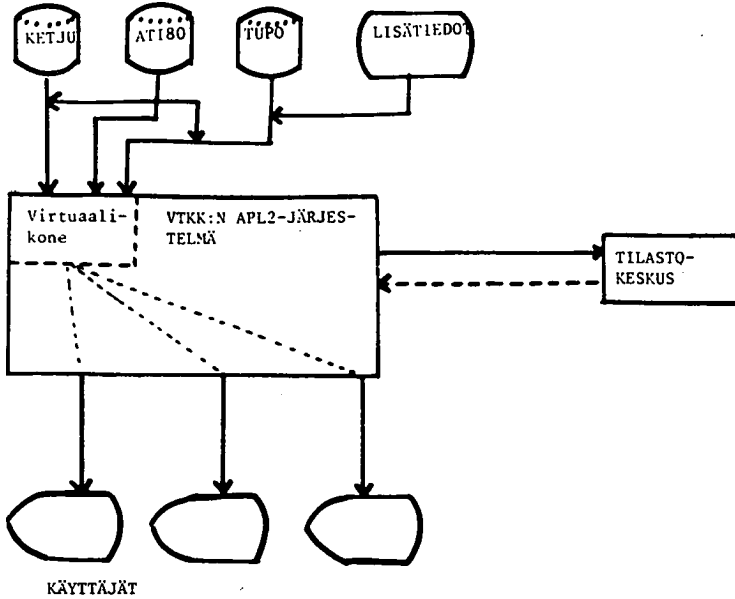 KETJU
ATI80
TUPO
LISÄTIEDOT
Virtuaali-
kone
VTKK:N APL2-JÄRJES-
TELMÄ
TILASTO-
KESKUS
KÄYTTÄJÄT